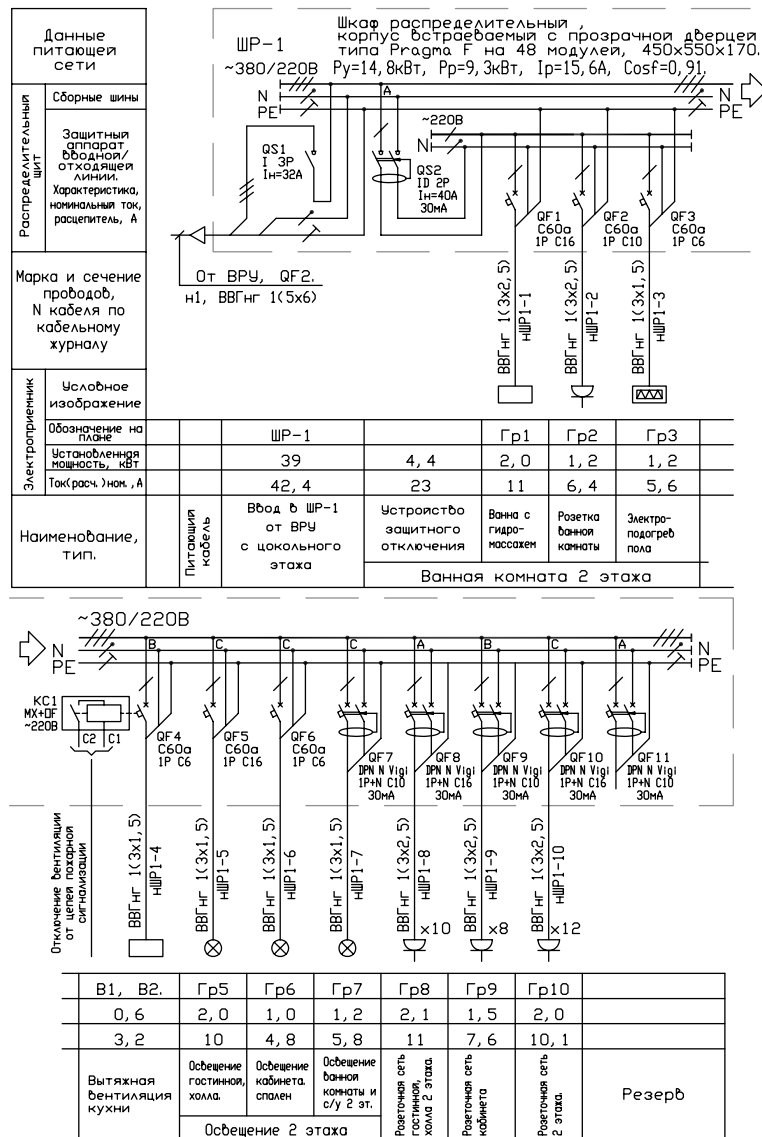 Данные
питающей
сети
Распределительный
щит
Сборные шины
Защитный
аппарат
вводной/
отходящей
линии.
Характеристика,
номинальный ток,
расцепитель, А
Марка и сечение
проводов,
N кабеля по
кабельному
журналу
Электроприемник
Условное
изображение
Обозначение на
плане
Установленная
мощность, кВт
Ток(расч.)ном.,А
Наименование,
тип.
ШР-1
~380/220В
Шкаф распределительный ,
корпус встраеваемый с прозрачной дверцей
типа Pragma F на 48 модулей, 450х550х170.
Ру=14,8кВт, Рр=9,3кВт, Iр=15,6А, Cosf=0,91.
N
PE
A
N
PE
~220В
N
QS1
I 3P
Iн=32А
QS2
ID 2P
Iн=40А
30мА
QF1
C60a
1P C16
QF2
C60a
1P C10
QF3
C60a
1P C6
От ВРУ, QF2.
н1, ВВГнг 1(5х6)
ВВГнг 1(3х2,5)
нШР1-1
ВВГнг 1(3х2,5)
нШР1-2
ВВГнг 1(3х1,5)
нШР1-3
ШР-1 Гр1 Гр2 Гр3
39 4,4 2,0 1,2 1,2
42,4 23 11 6,4 5,6
Питающий
кабель
Ввод в ШР-1
от ВРУ
с цокольного
этажа
Устройство
защитного
отключения
Ванна с
гидро-
массажем
Розетка
ванной
камнаты
Электро-
подогрев
пола
Ванная комната 2 этажа
~380/220В
N
PE
B C C C A B C A
N
PE
КС1
MX+OF
~220В
C2 C1
QF4
C60a
1P C6
QF5
C60a
1P C16
QF6
C60a
1P C6
QF7
DPN N Vigi
1P+N C10
30мА
QF8
DPN N Vigi
1P+N C16
30мА
QF9
DPN N Vigi
1P+N C10
30мА
QF10
DPN N Vigi
1P+N C16
30мА
QF11
DPN N Vigi
1P+N C10
30мА
Отключение вентиляции
от цепей пожарной
сигнализации
ВВГнг 1(3х1,5)
нШР1-4
ВВГнг 1(3х1,5)
нШР1-5
ВВГнг 1(3х1,5)
нШР1-6
ВВГнг 1(3х1,5)
нШР1-7
ВВГнг 1(3х2,5)
нШР1-8
ВВГнг 1(3х2,5)
нШР1-9
ВВГнг 1(3х2,5)
нШР1-10
х10 х8 х12
В1, В2. Гр5 Гр6 Гр7 Гр8 Гр9 Гр10
0,6 2,0 1,0 1,2 2,1 1,5 2,0
3,2 10 4,8 5,8 11 7,6 10,1
Вытяжная
вентиляция
кухни
Освещение
гостинной,
холла.
Освещение
кабинета.
спален
Освещение
ванной
комнаты и
с/у 2 эт.
Освещение 2 этажа
Розеточная сеть
гостинной,
холла 2 этажа.
Розеточная сеть
кабинета
Розеточная сеть
2 этажа.
Резерв